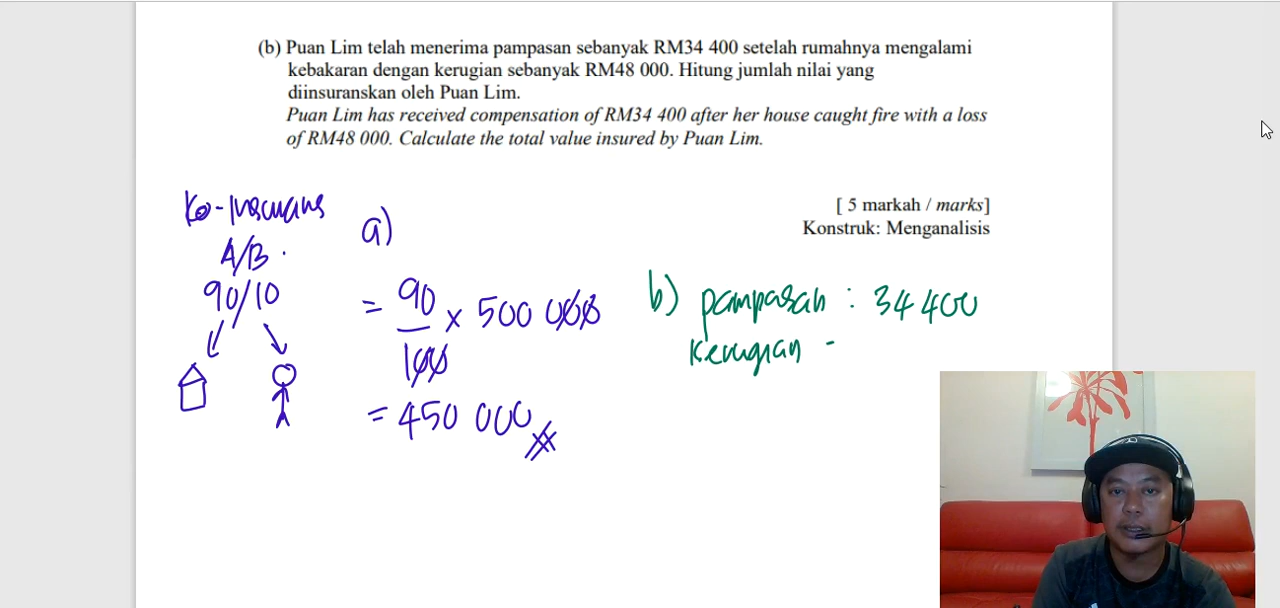 (b) Puan Lim telah menerima pampasan sebanyak RM34 400 setelah rumahnya mengalami
kebakaran dengan kerugian sebanyak RM48 000. Hitung jumlah nilai yang
diinsuranskan oleh Puan Lim.
Puan Lim has received compensation of RM34 400 after her house caught fire with a loss
of RM48 000. Calculate the total value insured by Puan Lim.
[ 5 markah / marks]
Konstruk: Menganalisis
Ko-Insurans
A/B
90/10
a)
= 90/100 × 500 000
= 450 000
b) pampasan : 34 400
Kerugian -